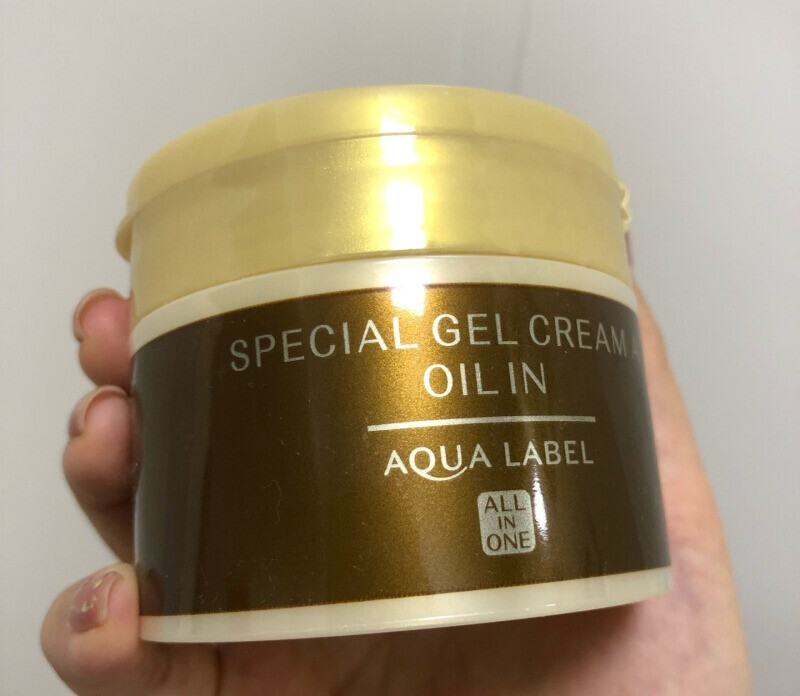 SPECIAL GEL CREAM A
OIL IN
AQUA LABEL
ALL
IN
ONE